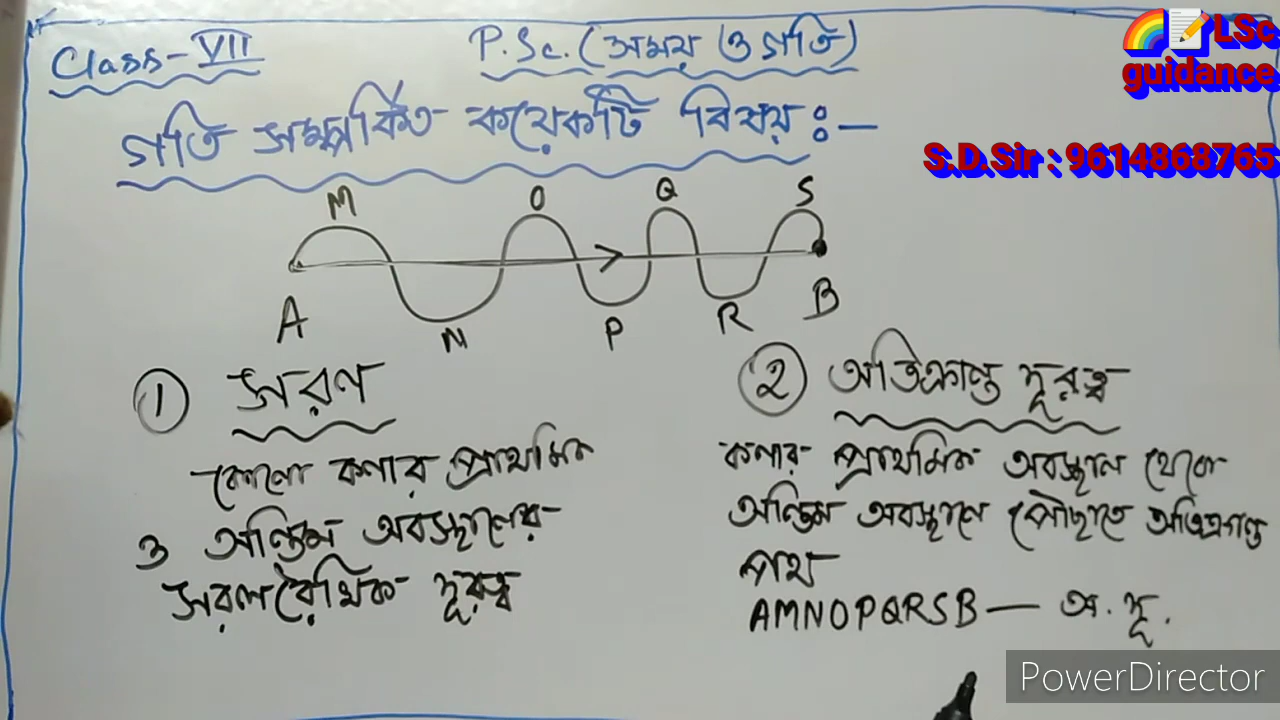 Class-VII
P.Sc. (সময় ও গতি)
🌈📝LSc
guidance
গতি সম্পর্কিত কয়েকটি বিষয় :—
S.D.Sir : 9614868765
M O Q S
A N P R B
① সরণ
কোনো কণার প্রাথমিক
ও অন্তিম অবস্থানের
সরলরৈখিক দূরত্ব
② অতিক্রান্ত দূরত্ব
কণার প্রাথমিক অবস্থান থেকে
অন্তিম অবস্থানে পৌছাতে অতিক্রান্ত
পথ
AMNOPQRSB — অ. দূ.
PowerDirector